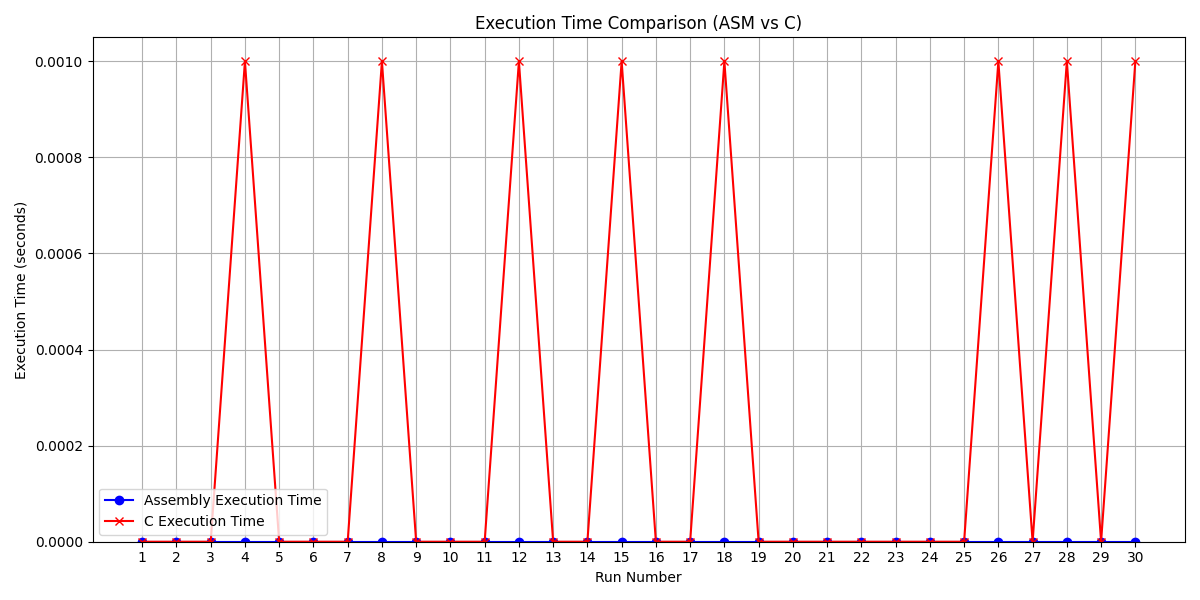 Execution Time Comparison (ASM vs C)
Execution Time (seconds)
0.0010
0.0008
0.0006
0.0004
0.0002
0.0000
Assembly Execution Time
C Execution Time
1 2 3 4 5 6 7 8 9 10 11 12 13 14 15 16 17 18 19 20 21 22 23 24 25 26 27 28 29 30
Run Number